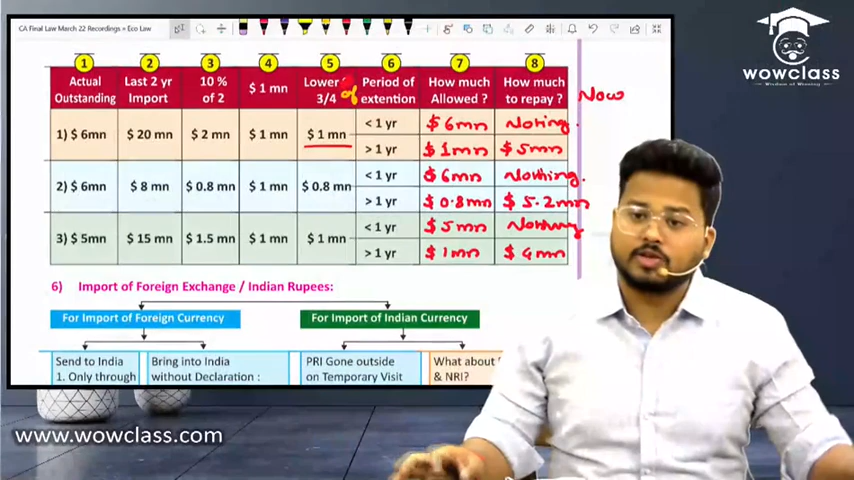 CA Final Law March 22 Recordings » Eco Law
1 2 3 4 5 6 7 8
Actual Outstanding Last 2 yr Import 10 % of 2 $ 1 mn Lower of 3/4 Period of extention How much Allowed ? How much to repay ? Now
1) $ 6mn $ 20 mn $ 2 mn $ 1 mn $ 1 mn < 1 yr $ 6mn Noting.
> 1 yr $ 1mn $ 5mn
2) $ 6mn $ 8 mn $ 0.8 mn $ 1 mn $ 0.8 mn < 1 yr $ 6mn Nothing.
> 1 yr $ 0.8mn $ 5.2mn
3) $ 5mn $ 15 mn $ 1.5 mn $ 1 mn $ 1 mn < 1 yr $ 5mn Nothing
> 1 yr $ 1mn $ 4mn
6) Import of Foreign Exchange / Indian Rupees:
For Import of Foreign Currency For Import of Indian Currency
Send to India Bring into India PRI Gone outside What about
1. Only through without Declaration : on Temporary Visit & NRI?
wowclass
www.wowclass.com